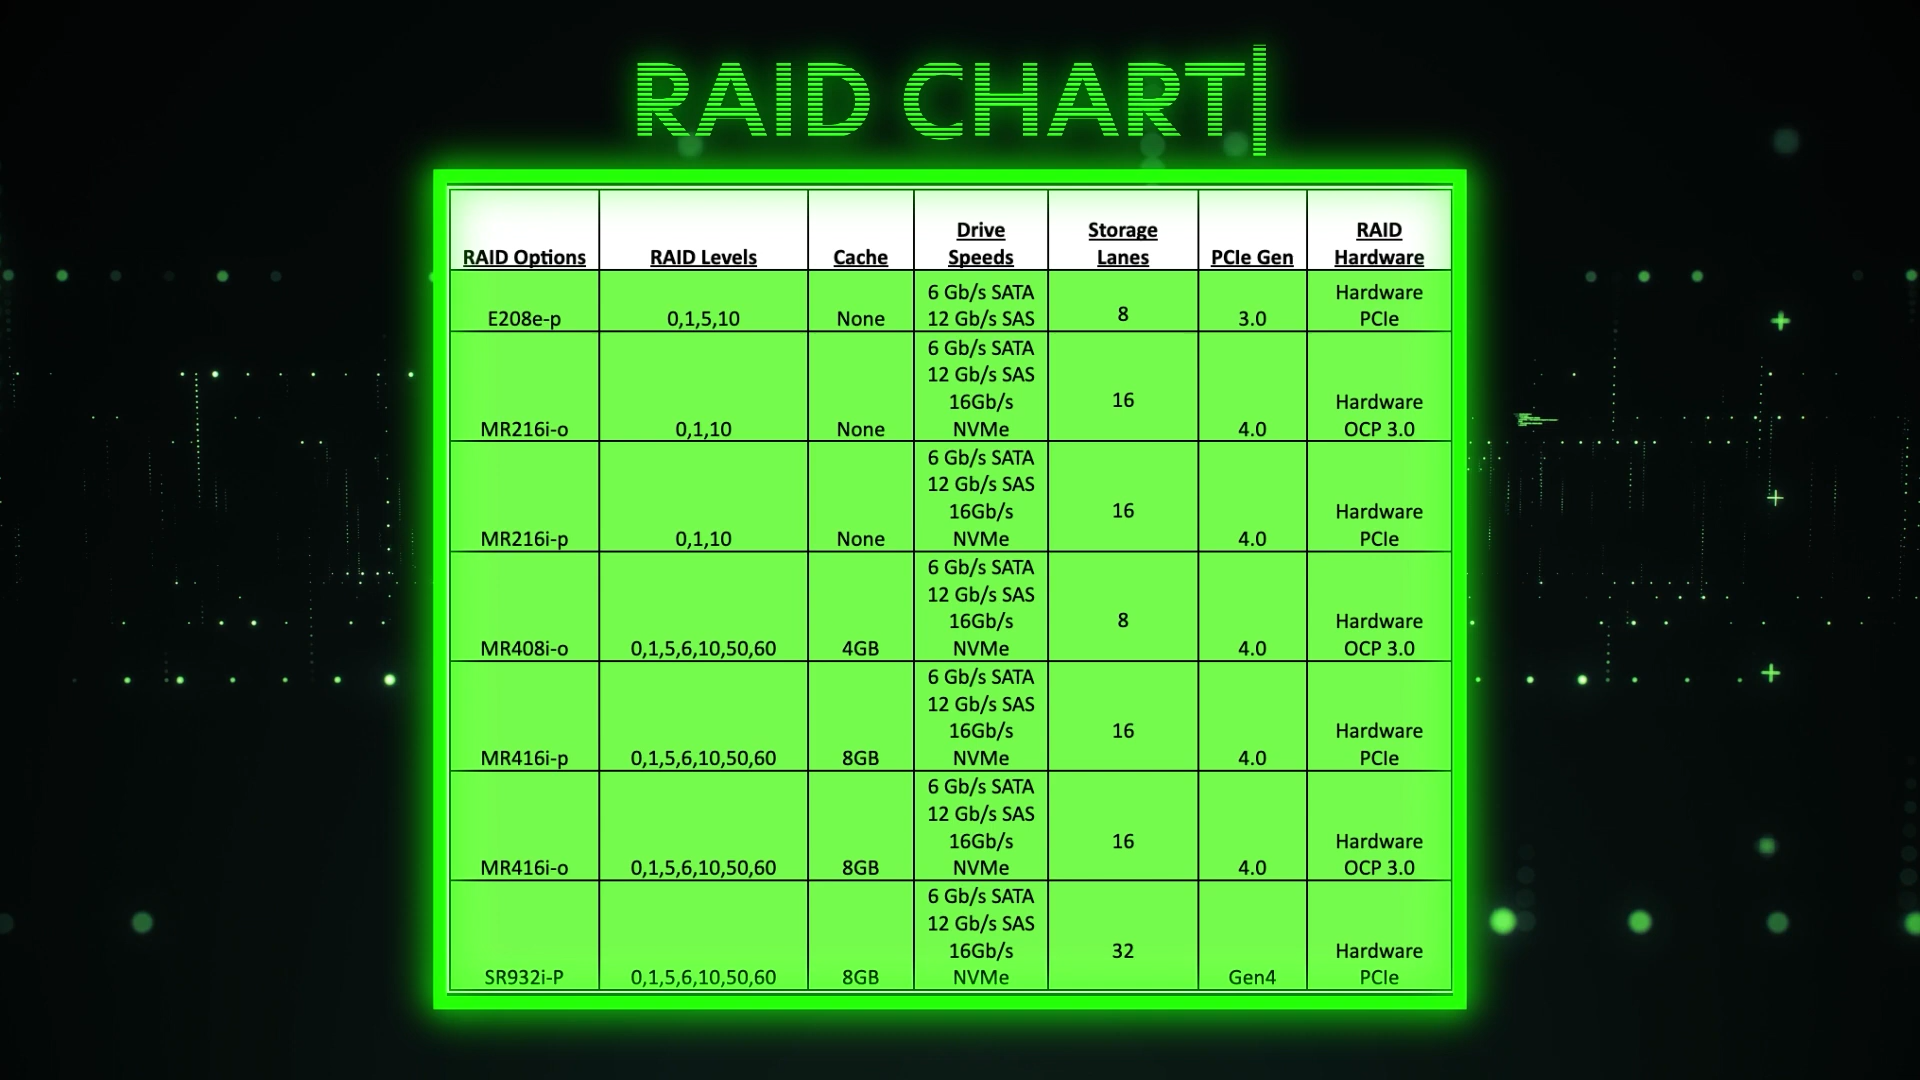 RAID CHART
RAID Options RAID Levels Cache Drive Speeds Storage Lanes PCIe Gen RAID Hardware
E208e-p 0,1,5,10 None 6 Gb/s SATA 12 Gb/s SAS 8 3.0 Hardware PCIe
MR216i-o 0,1,10 None 6 Gb/s SATA 12 Gb/s SAS 16Gb/s NVMe 16 4.0 Hardware OCP 3.0
MR216i-p 0,1,10 None 6 Gb/s SATA 12 Gb/s SAS 16Gb/s NVMe 16 4.0 Hardware PCIe
MR408i-o 0,1,5,6,10,50,60 4GB 6 Gb/s SATA 12 Gb/s SAS 16Gb/s NVMe 8 4.0 Hardware OCP 3.0
MR416i-p 0,1,5,6,10,50,60 8GB 6 Gb/s SATA 12 Gb/s SAS 16Gb/s NVMe 16 4.0 Hardware PCIe
MR416i-o 0,1,5,6,10,50,60 8GB 6 Gb/s SATA 12 Gb/s SAS 16Gb/s NVMe 16 4.0 Hardware OCP 3.0
SR932i-P 0,1,5,6,10,50,60 8GB 6 Gb/s SATA 12 Gb/s SAS 16Gb/s NVMe 32 Gen4 Hardware PCIe